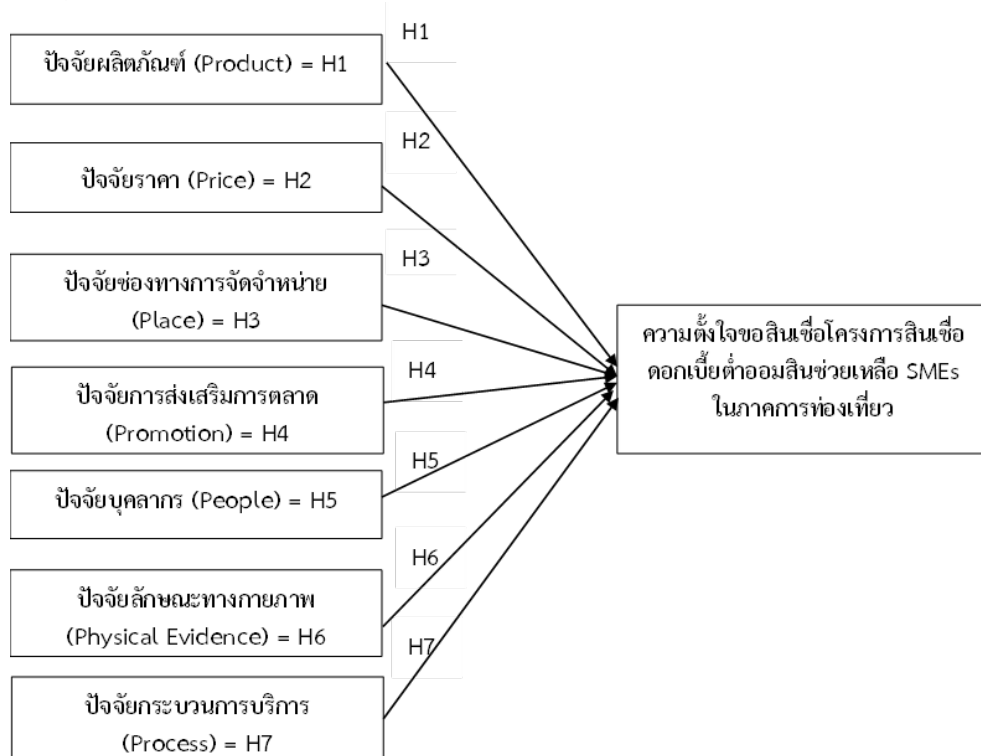 H1
ปัจจัยผลิตภัณฑ์ (Product) = H1
H2
ปัจจัยราคา (Price) = H2
H3
ปัจจัยช่องทางการจัดจำหน่าย
(Place) = H3
ความตั้งใจขอสินเชื่อโครงการสินเชื่อ
ดอกเบี้ยต่ำออมสินช่วยเหลือ SMEs
ในภาคการท่องเที่ยว
H4
ปัจจัยการส่งเสริมการตลาด
(Promotion) = H4
H5
ปัจจัยบุคลากร (People) = H5
H6
ปัจจัยลักษณะทางกายภาพ
(Physical Evidence) = H6
H7
ปัจจัยกระบวนการบริการ
(Process) = H7